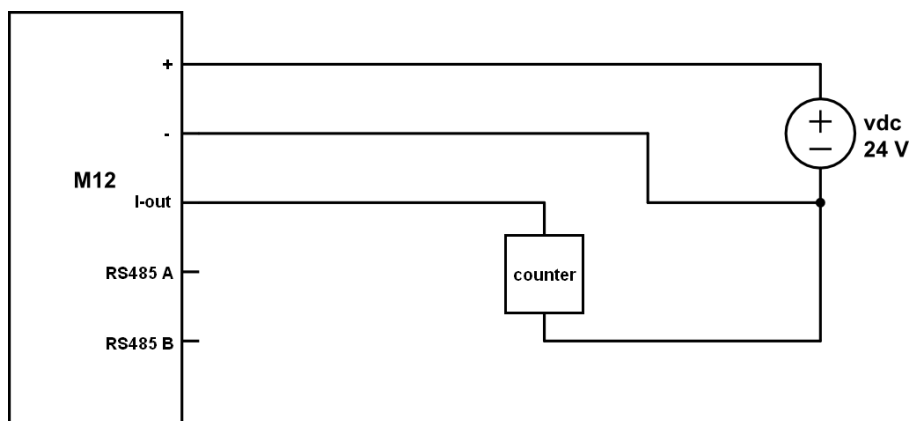 +
-
M12
I-out
RS485 A
RS485 B
counter
+
−
vdc
24 V